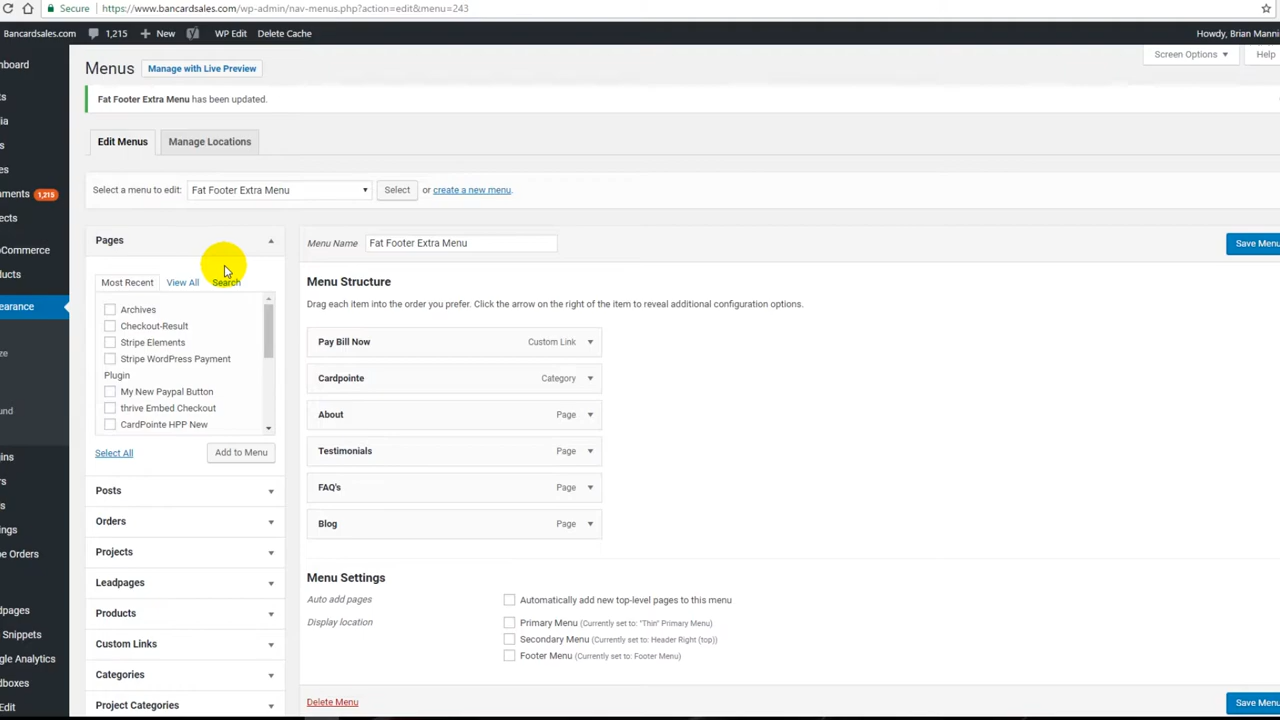 Secure https://www.bancardsales.com/wp-admin/nav-menus.php?action=edit&menu=243
Bancardsales.com 1,215 New WP Edit Delete Cache Howdy, Brian Manni
Screen Options Help
Menus Manage with Live Preview
Fat Footer Extra Menu has been updated.
Edit Menus Manage Locations
Select a menu to edit: Fat Footer Extra Menu Select or create a new menu.
1,215
Pages
Most Recent View All Search
Archives
Checkout-Result
Stripe Elements
Stripe WordPress Payment
Plugin
My New Paypal Button
thrive Embed Checkout
CardPointe HPP New
Select All Add to Menu
Posts
Orders
Projects
Leadpages
Products
Custom Links
Categories
Project Categories
Menu Name Fat Footer Extra Menu Save Menu
Menu Structure
Drag each item into the order you prefer. Click the arrow on the right of the item to reveal additional configuration options.
Pay Bill Now Custom Link
Cardpointe Category
About Page
Testimonials Page
FAQ's Page
Blog Page
Menu Settings
Auto add pages Automatically add new top-level pages to this menu
Display location Primary Menu (Currently set to: "Thin" Primary Menu)
Secondary Menu (Currently set to: Header Right (top))
Footer Menu (Currently set to: Footer Menu)
Delete Menu Save Menu